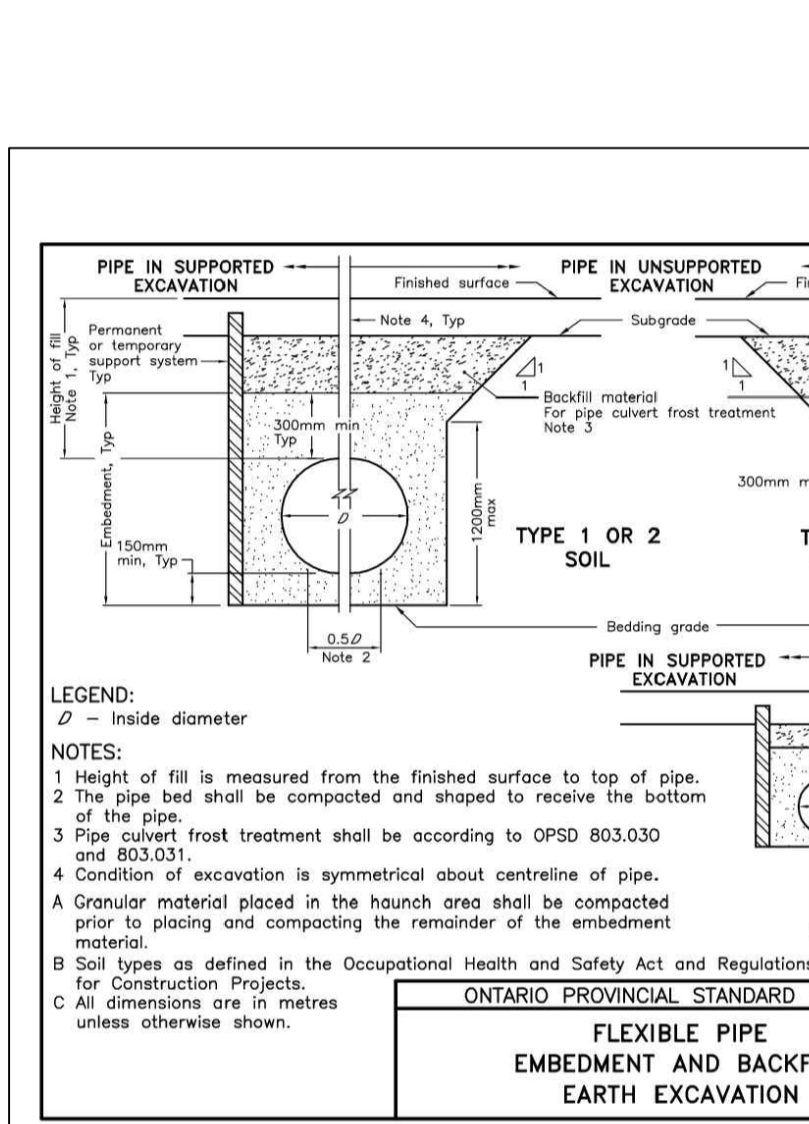 PIPE IN SUPPORTED
EXCAVATION
Finished surface
PIPE IN UNSUPPORTED
EXCAVATION
Permanent
or temporary
support system
Typ
Note 4, Typ
Subgrade
Height of fill
Note 1, Typ
1
1
1
1
Backfill material
For pipe culvert frost treatment
Note 3
300mm min
Typ
Embedment, Typ
D
1200mm
max
300mm
TYPE 1 OR 2
SOIL
150mm
min, Typ
0.5D
Note 2
Bedding grade
PIPE IN SUPPORTED
EXCAVATION
LEGEND:
D – Inside diameter
NOTES:
1 Height of fill is measured from the finished surface to top of pipe.
2 The pipe bed shall be compacted and shaped to receive the bottom
of the pipe.
3 Pipe culvert frost treatment shall be according to OPSD 803.030
and 803.031.
4 Condition of excavation is symmetrical about centreline of pipe.
A Granular material placed in the haunch area shall be compacted
prior to placing and compacting the remainder of the embedment
material.
B Soil types as defined in the Occupational Health and Safety Act and Regulations
for Construction Projects.
C All dimensions are in metres
unless otherwise shown.
ONTARIO PROVINCIAL STANDARD
FLEXIBLE PIPE
EMBEDMENT AND BACKF
EARTH EXCAVATION